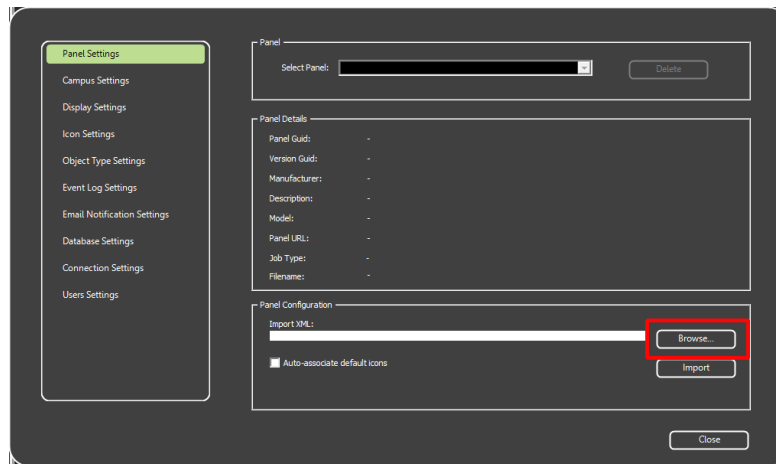 Panel Settings
Campus Settings
Display Settings
Icon Settings
Object Type Settings
Event Log Settings
Email Notification Settings
Database Settings
Connection Settings
Users Settings
Panel
Select Panel:
Delete
Panel Details
Panel Guid: -
Version Guid: -
Manufacturer: -
Description: -
Model: -
Panel URL: -
Job Type: -
Filename: -
Panel Configuration
Import XML:
Browse...
Auto-associate default icons
Import
Close